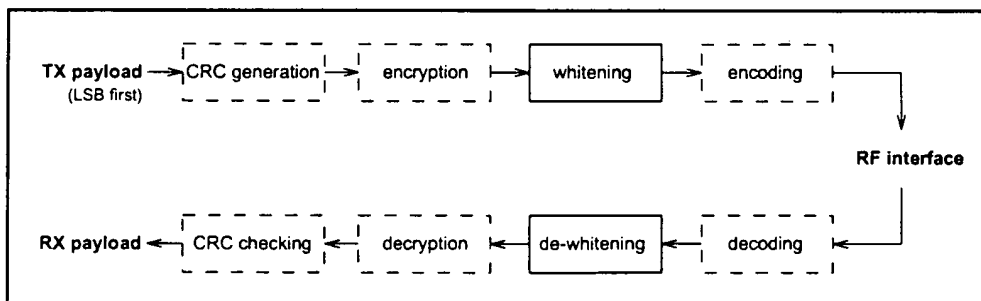 TX payload
(LSB first)
CRC generation
encryption
whitening
encoding
RF interface
RX payload
CRC checking
decryption
de-whitening
decoding